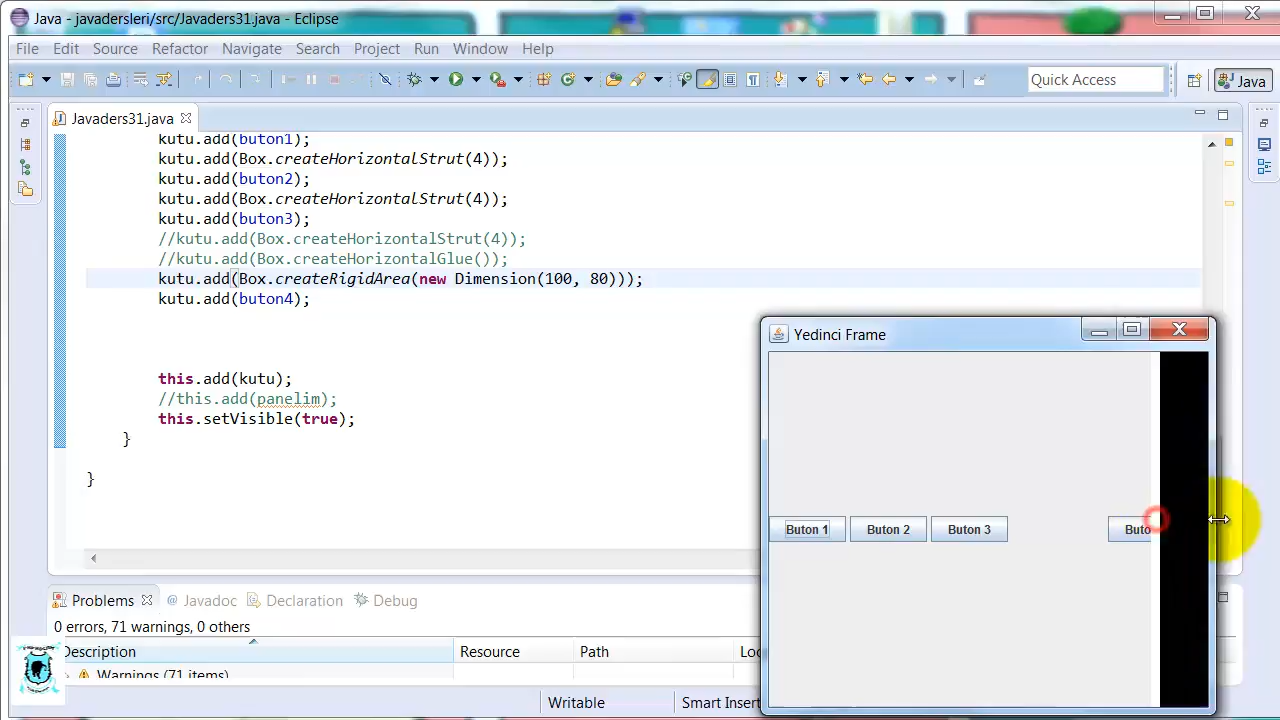 Java - javadersleri/src/Javaders31.java - Eclipse
File Edit Source Refactor Navigate Search Project Run Window Help
Quick Access
Java
Javaders31.java
kutu.add(buton1);
kutu.add(Box.createHorizontalStrut(4));
kutu.add(buton2);
kutu.add(Box.createHorizontalStrut(4));
kutu.add(buton3);
//kutu.add(Box.createHorizontalStrut(4));
//kutu.add(Box.createHorizontalGlue());
kutu.add(Box.createRigidArea(new Dimension(100, 80)));
kutu.add(buton4);
this.add(kutu);
//this.add(panelim);
this.setVisible(true);
}
}
Yedinci Frame
Buton 1 Buton 2 Buton 3 Buto
Problems @ Javadoc Declaration Debug
0 errors, 71 warnings, 0 others
Description Resource Path Loc
Warnings (71 items)
Writable Smart Insert